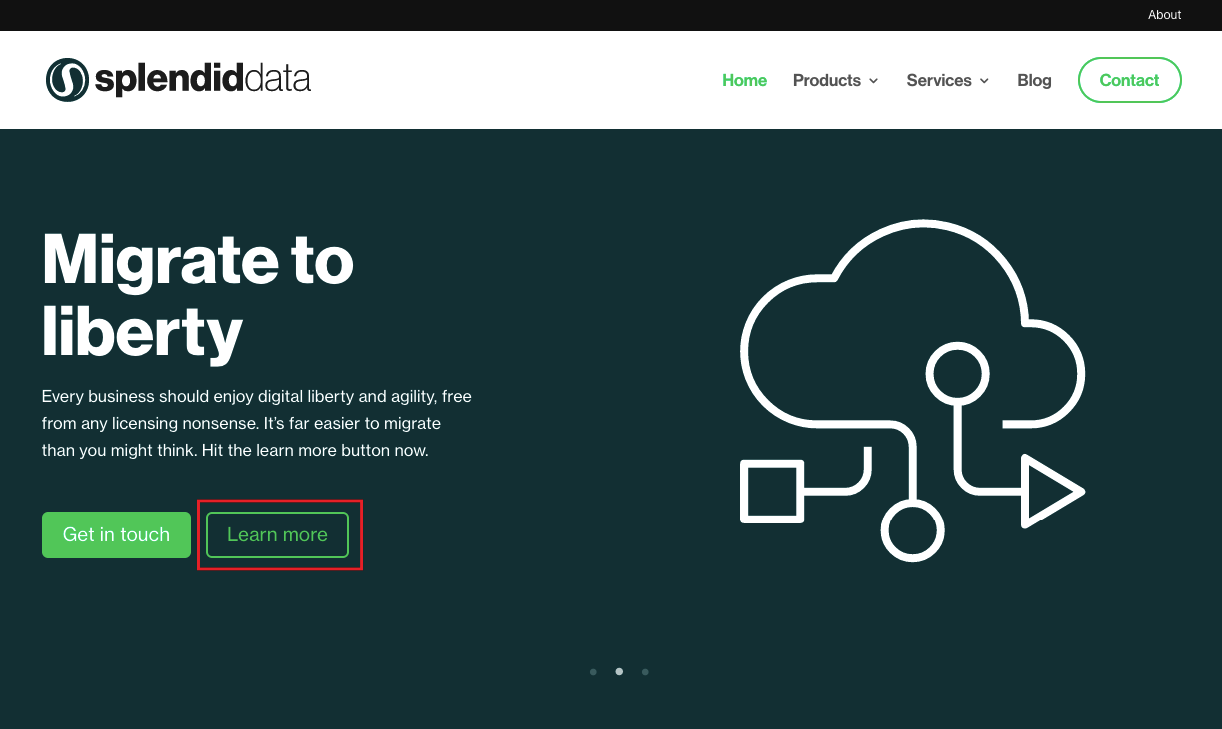 About
splendiddata
Home Products Services Blog Contact
Migrate to
liberty
Every business should enjoy digital liberty and agility, free
from any licensing nonsense. It’s far easier to migrate
than you might think. Hit the learn more button now.
Get in touch Learn more